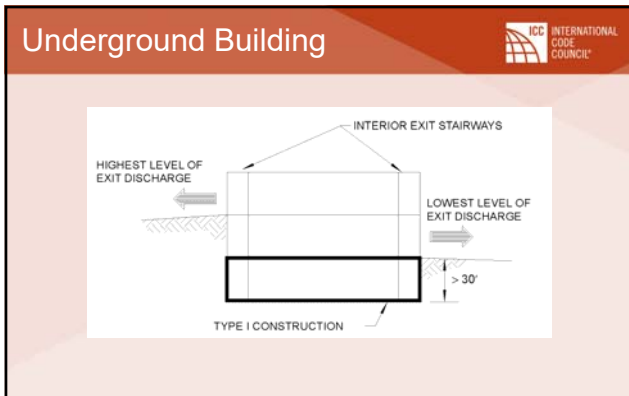 Underground Building
ICC INTERNATIONAL
CODE
COUNCIL®
INTERIOR EXIT STAIRWAYS
HIGHEST LEVEL OF
EXIT DISCHARGE
LOWEST LEVEL OF
EXIT DISCHARGE
> 30'
TYPE I CONSTRUCTION